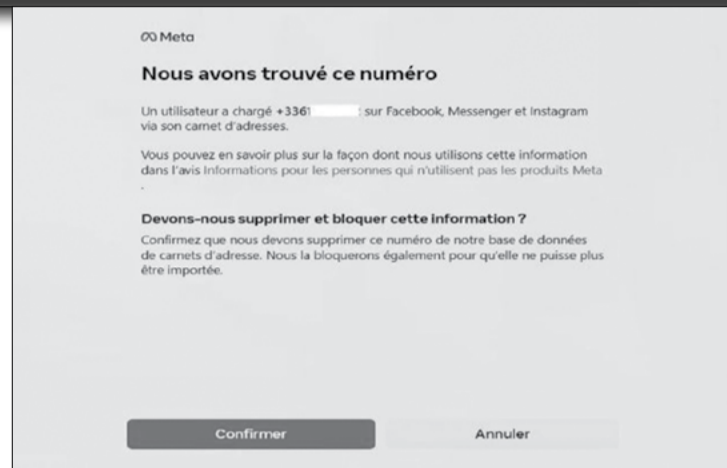 Meta
Nous avons trouvé ce numéro
Un utilisateur a chargé +336 sur Facebook, Messenger et Instagram
via son carnet d'adresses.
Vous pouvez en savoir plus sur la façon dont nous utilisons cette information
dans l'avis Informations pour les personnes qui n'utilisent pas les produits Meta
.
Devons-nous supprimer et bloquer cette information ?
Confirmez que nous devons supprimer ce numéro de notre base de données
de carnets d'adresse. Nous la bloquerons également pour qu'elle ne puisse plus
être importée.
Confirmer Annuler